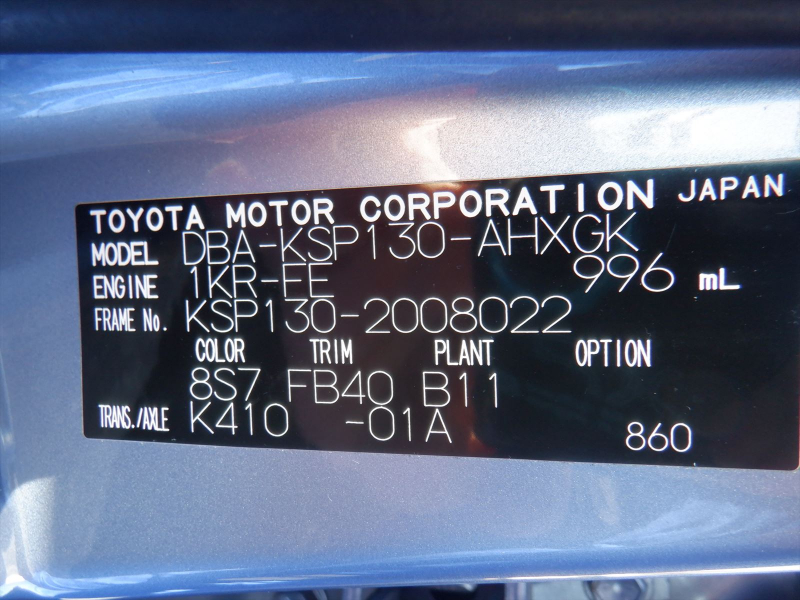 TOYOTA MOTOR CORPORATION JAPAN
MODEL DBA-KSP130-AHXGK
ENGINE 1KR-EE 996 mL
FRAME No. KSP130-2008022
COLOR TRIM PLANT OPTION
8S7 FB40 B11
TRANS./AXLE K410 -01A 860